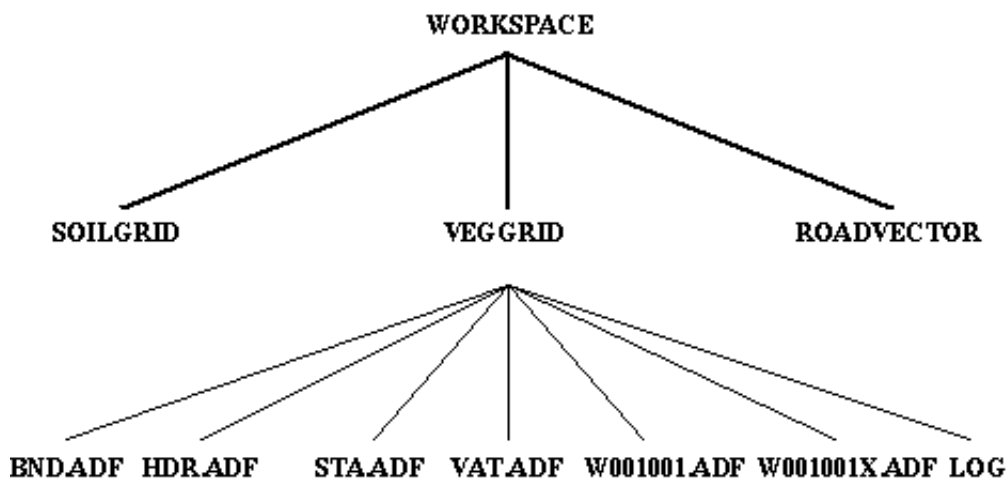 WORKSPACE
SOILGRID VEGGRID ROADVECTOR
BND.ADF HDR.ADF STA.ADF VAT.ADF W001001.ADF W001001X.ADF LOG